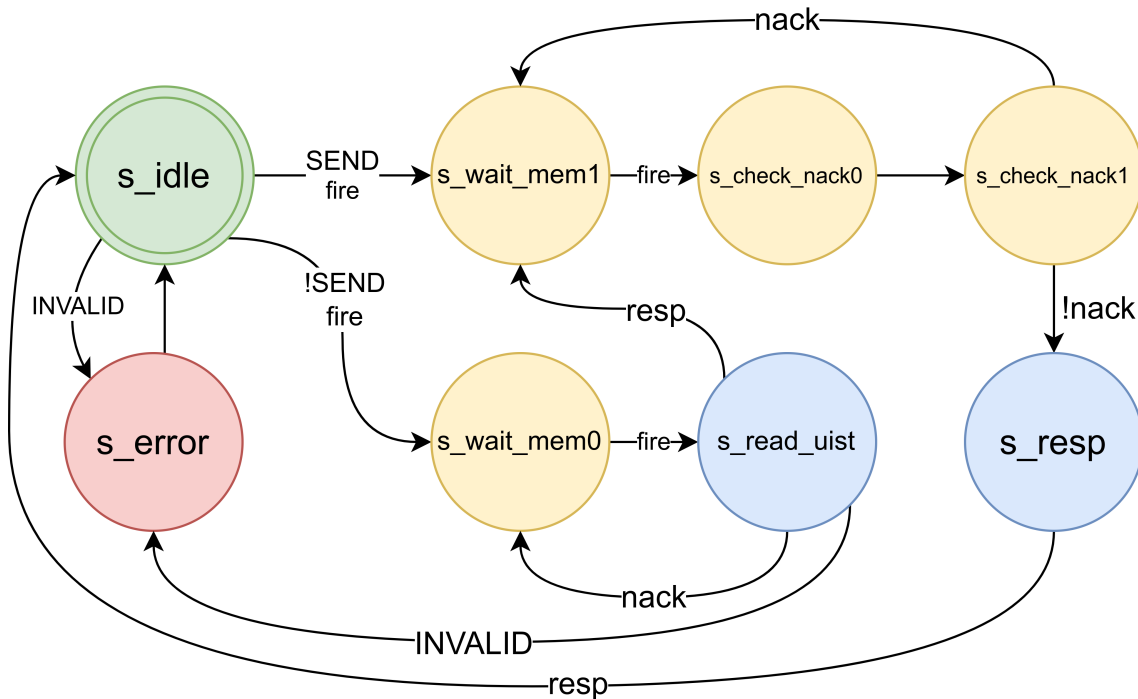 nack
s_idle
SEND
fire
s_wait_mem1
fire
s_check_nack0
s_check_nack1
INVALID
!SEND
fire
resp
!nack
s_error
s_wait_mem0
fire
s_read_uist
s_resp
nack
INVALID
resp